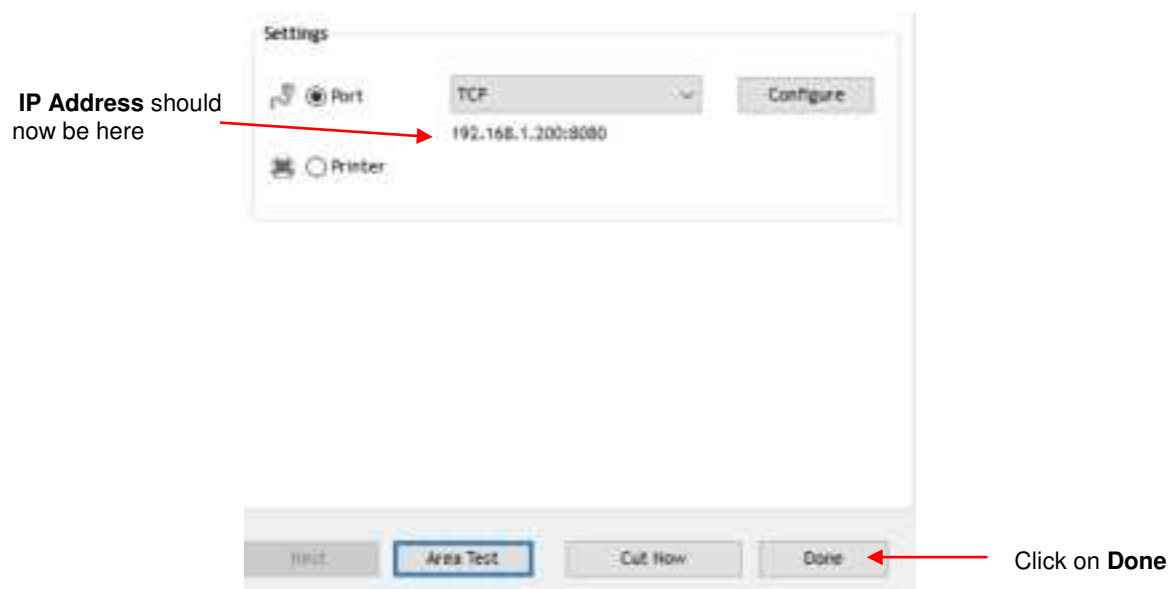 Settings
IP Address should
now be here
Port
TCP
Configure
192.168.1.200:8080
Printer
Area Test
Cut Now
Done
Click on Done